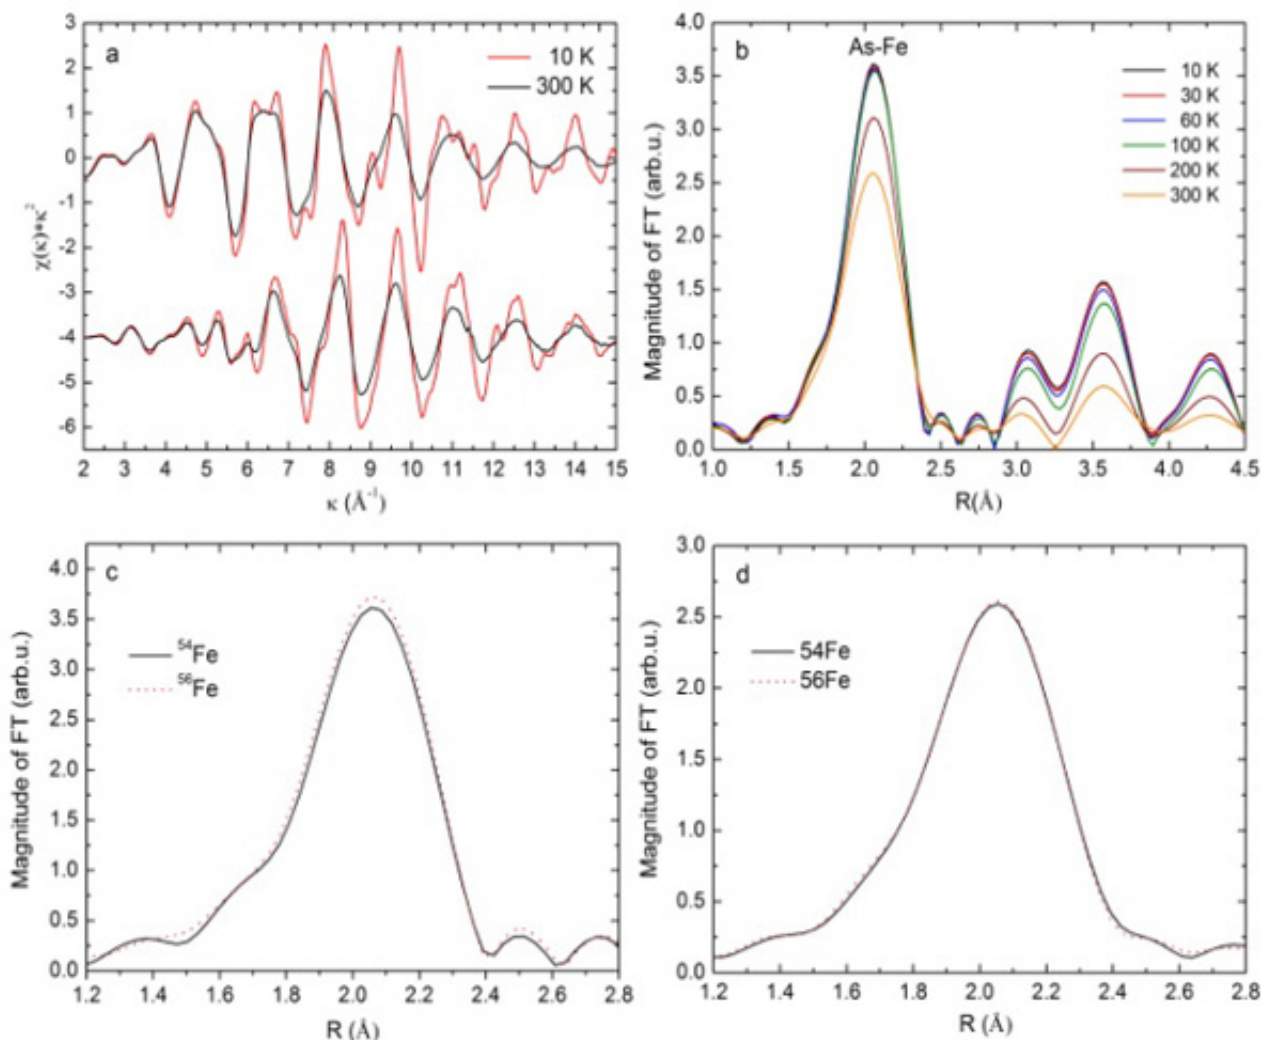 a
10 K
300 K
3
2
1
0
-1
-2
-3
-4
-5
-6
χ(κ)*κ²
2 3 4 5 6 7 8 9 10 11 12 13 14 15
κ (Å⁻¹)
b
As-Fe
10 K
30 K
60 K
100 K
200 K
300 K
4.0
3.5
3.0
2.5
2.0
1.5
1.0
0.5
0.0
Magnitude of FT (arb.u.)
1.0 1.5 2.0 2.5 3.0 3.5 4.0 4.5
R(Å)
c
⁵⁴Fe
⁵⁶Fe
4.0
3.5
3.0
2.5
2.0
1.5
1.0
0.5
0.0
Magnitude of FT (arb.u.)
1.2 1.4 1.6 1.8 2.0 2.2 2.4 2.6 2.8
R (Å)
d
54Fe
56Fe
3.0
2.5
2.0
1.5
1.0
0.5
0.0
Magnitude of FT (arb.u.)
1.2 1.4 1.6 1.8 2.0 2.2 2.4 2.6 2.8
R (Å)